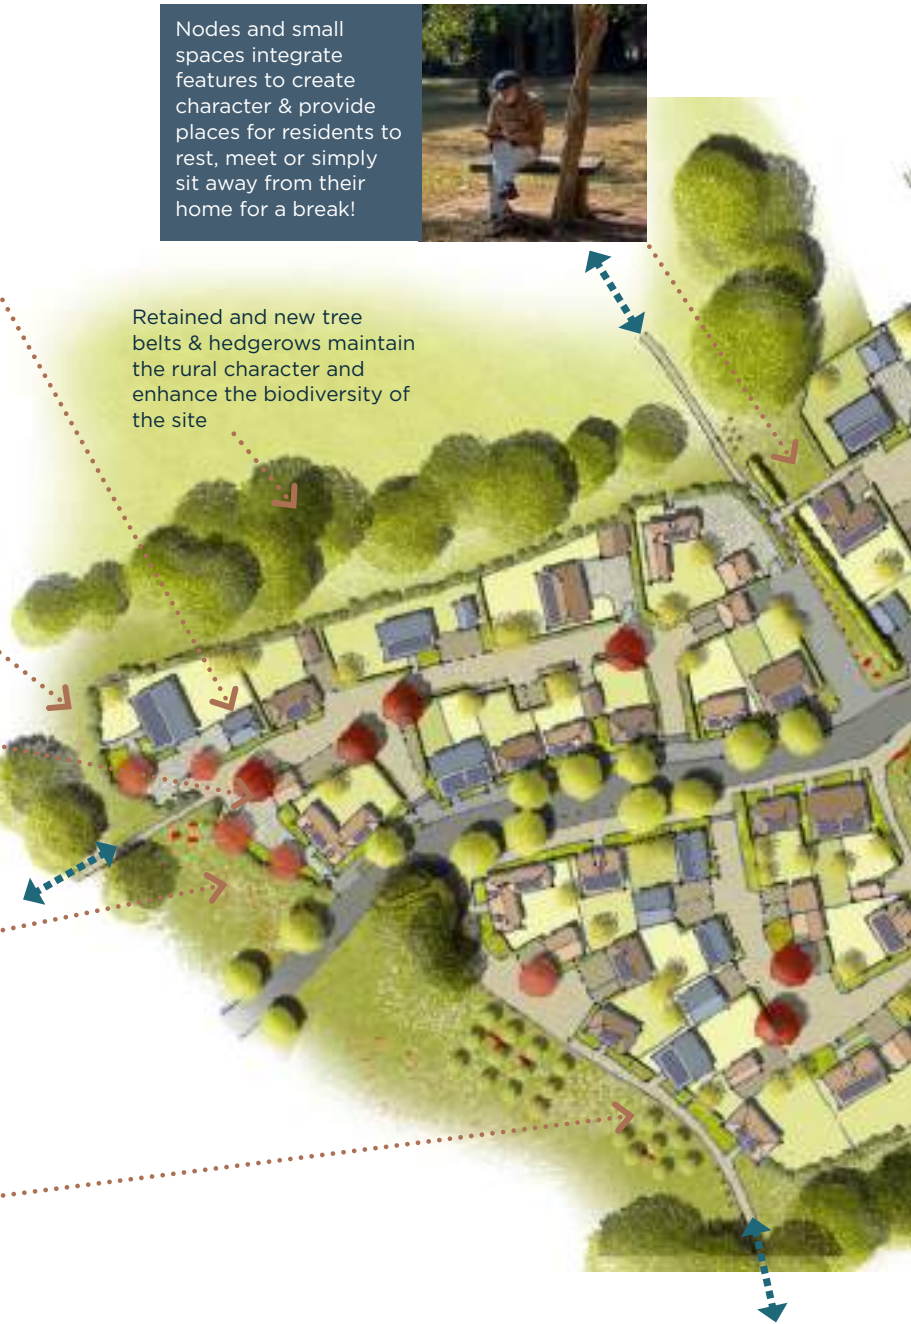 Nodes and small
spaces integrate
features to create
character & provide
places for residents to
rest, meet or simply
sit away from their
home for a break!
Retained and new tree
belts & hedgerows maintain
the rural character and
enhance the biodiversity of
the site